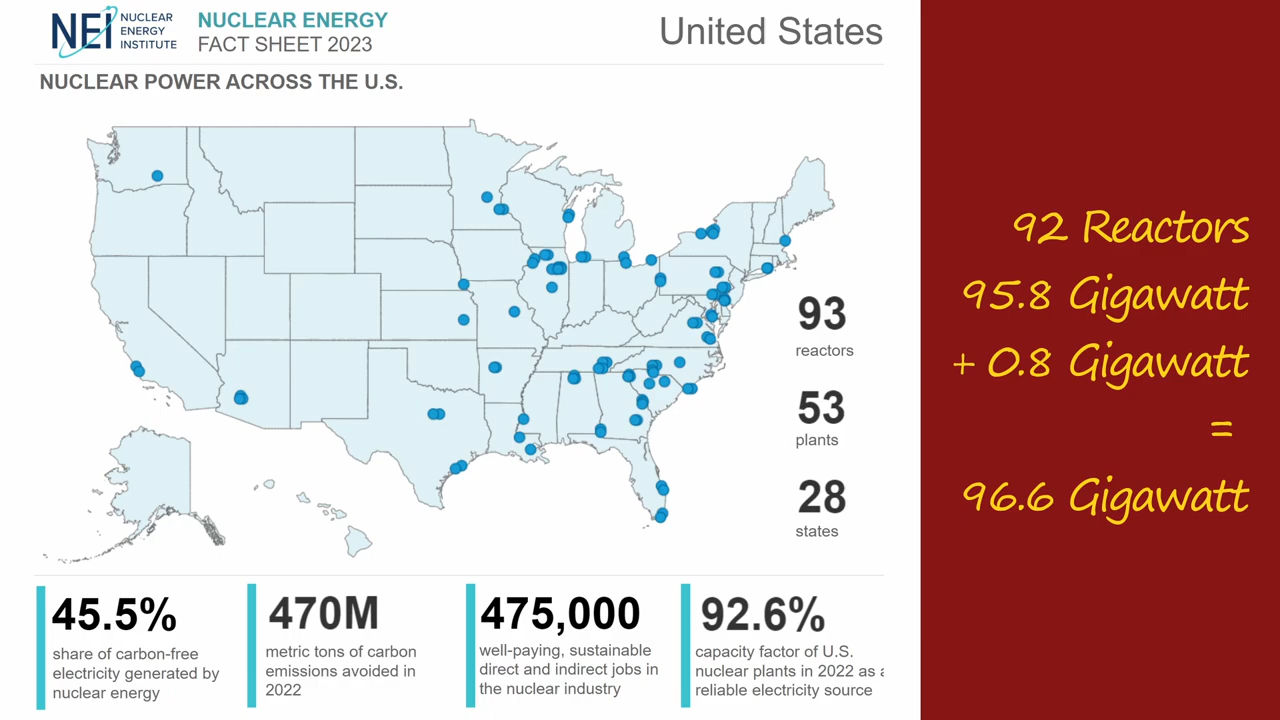 NEI
NUCLEAR
ENERGY
INSTITUTE
NUCLEAR ENERGY
FACT SHEET 2023
United States
NUCLEAR POWER ACROSS THE U.S.
93
reactors
53
plants
28
states
45.5%
share of carbon-free
electricity generated by
nuclear energy
470M
metric tons of carbon
emissions avoided in
2022
475,000
well-paying, sustainable
direct and indirect jobs in
the nuclear industry
92.6%
capacity factor of U.S.
nuclear plants in 2022 as a
reliable electricity source
92 Reactors
95.8 Gigawatt
+ 0.8 Gigawatt
=
96.6 Gigawatt